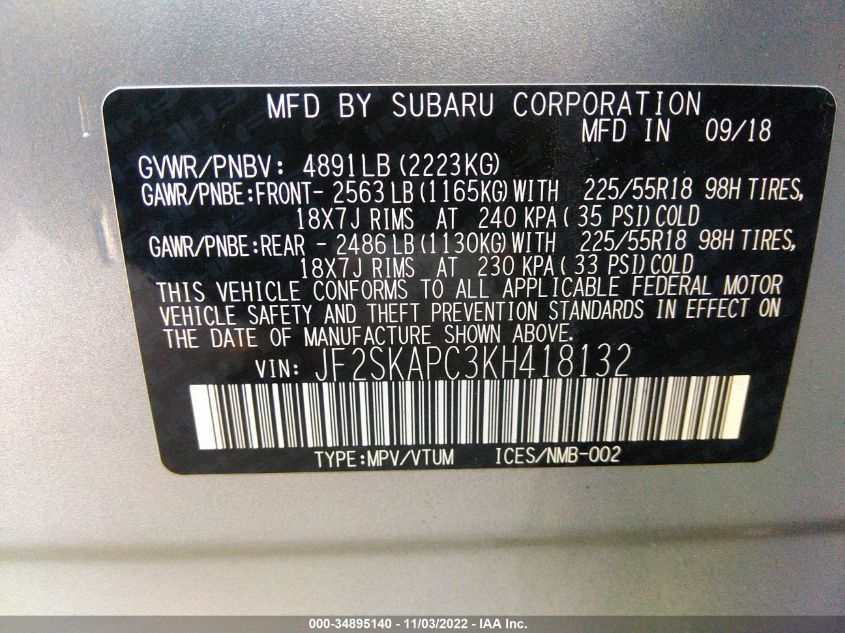 MFD BY SUBARU CORPORATION
MFD IN 09/18
GVWR/PNBV: 4891LB (2223KG)
GAWR/PNBE:FRONT- 2563 LB (1165KG) WITH 225/55R18 98H TIRES,
18X7J RIMS AT 240 KPA ( 35 PSI) COLD
GAWR/PNBE:REAR - 2486 LB (1130KG) WITH 225/55R18 98H TIRES,
18X7J RIMS AT 230 KPA ( 33 PSI) COLD
THIS VEHICLE CONFORMS TO ALL APPLICABLE FEDERAL MOTOR
VEHICLE SAFETY AND THEFT PREVENTION STANDARDS IN EFFECT ON
THE DATE OF MANUFACTURE SHOWN ABOVE.
VIN: JF2SKAPC3KH418132
TYPE:MPV/VTUM ICES/NMB-002
000-34895140 - 11/03/2022 - IAA Inc.